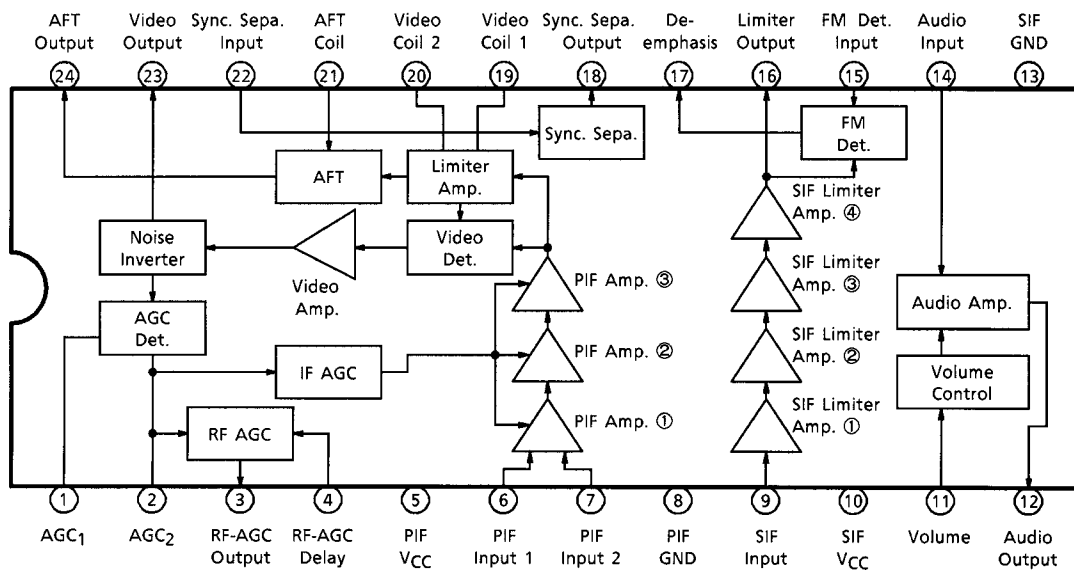 AFT Video Sync. Sepa. AFT Video Video Sync. Sepa. De- Limiter FM Det. Audio SIF
Output Output Input Coil Coil 2 Coil 1 Output emphasis Output Input Input GND
24 23 22 21 20 19 18 17 16 15 14 13
Sync. Sepa.
FM
Det.
AFT
Limiter
Amp.
SIF Limiter
Amp. ④
Noise
Inverter
Video
Amp.
Video
Det.
PIF Amp. ③
SIF Limiter
Amp. ③
Audio Amp.
AGC
Det.
IF AGC
PIF Amp. ②
SIF Limiter
Amp. ②
Volume
Control
RF AGC
PIF Amp. ①
SIF Limiter
Amp. ①
1 2 3 4 5 6 7 8 9 10 11 12
AGC1 AGC2 RF-AGC RF-AGC PIF PIF PIF PIF SIF SIF Volume Audio
Output Delay VCC Input 1 Input 2 GND Input VCC Output